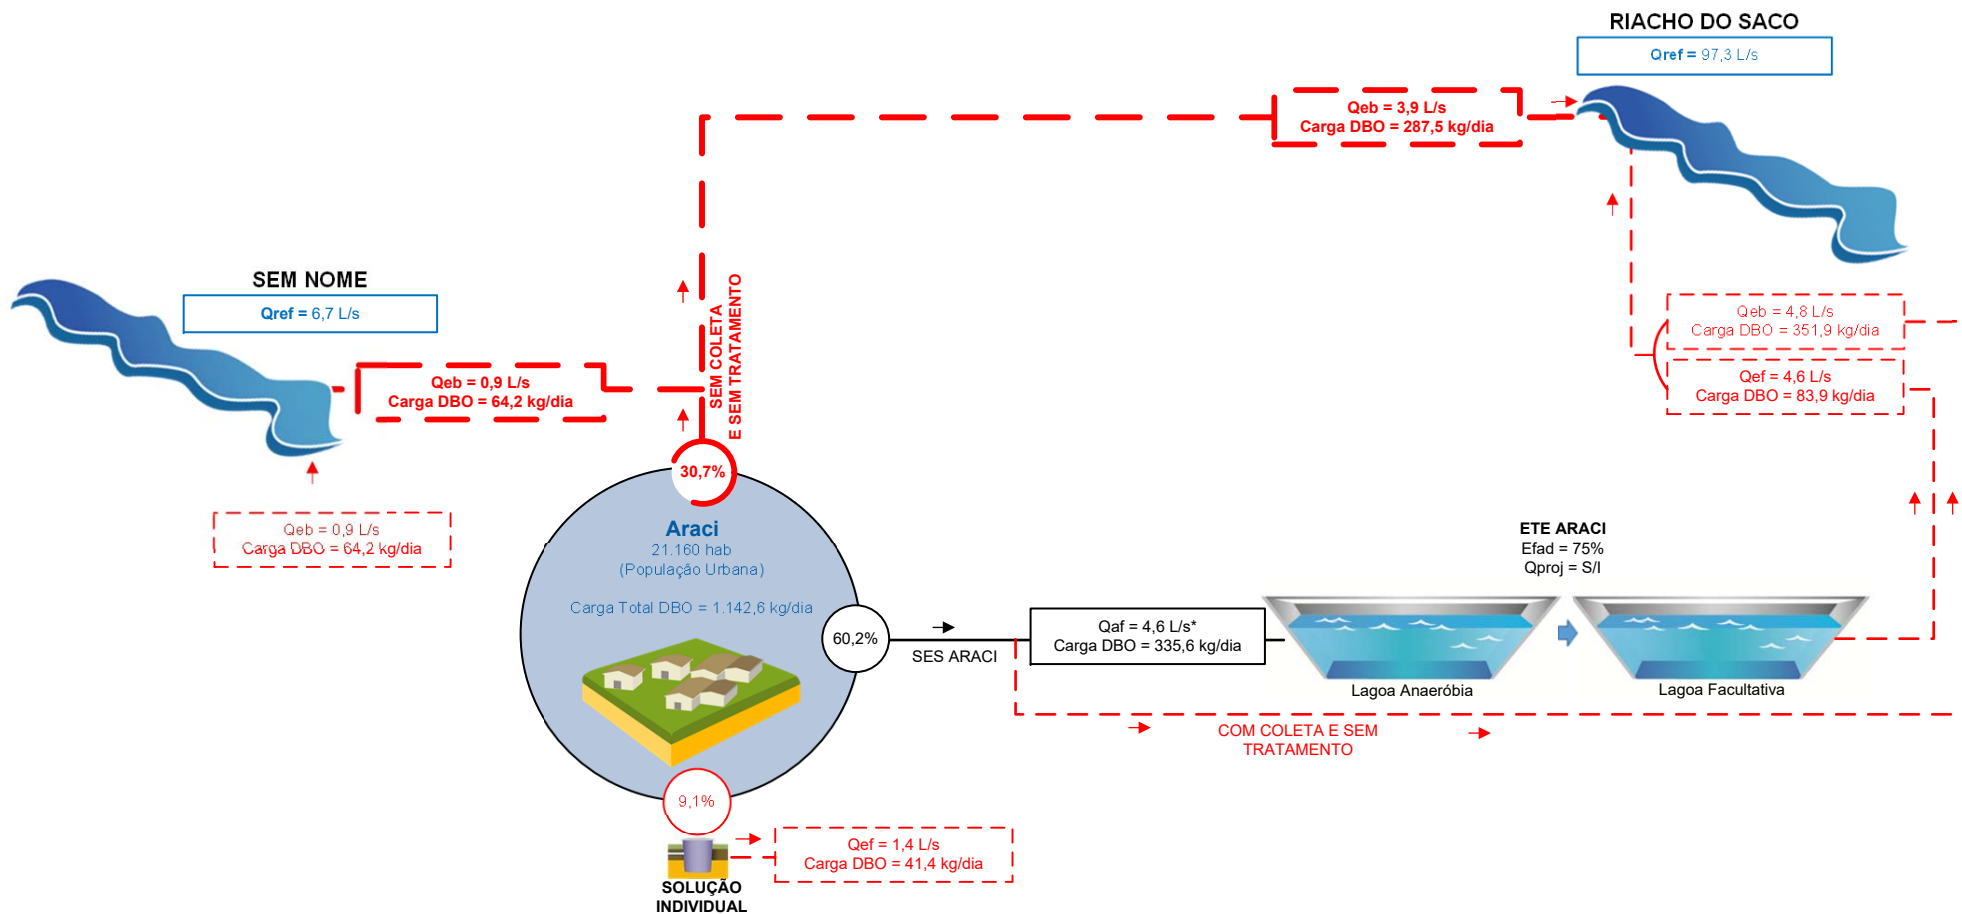 RIACHO DO SACO
Qref = 97,3 L/s
Qeb = 3,9 L/s
Carga DBO = 287,5 kg/dia
SEM NOME
Qref = 6,7 L/s
Qeb = 0,9 L/s
Carga DBO = 64,2 kg/dia
SEM COLETA
E SEM TRATAMENTO
Qeb = 4,8 L/s
Carga DBO = 351,9 kg/dia
Qef = 4,6 L/s
Carga DBO = 83,9 kg/dia
30,7%
Qeb = 0,9 L/s
Carga DBO = 64,2 kg/dia
Araci
21.160 hab
(População Urbana)
Carga Total DBO = 1.142,6 kg/dia
60,2%
SES ARACI
Qaf = 4,6 L/s*
Carga DBO = 335,6 kg/dia
ETE ARACI
Efad = 75%
Qproj = S/I
Lagoa Anaeróbia
Lagoa Facultativa
COM COLETA E SEM
TRATAMENTO
9,1%
Qef = 1,4 L/s
Carga DBO = 41,4 kg/dia
SOLUÇÃO
INDIVIDUAL